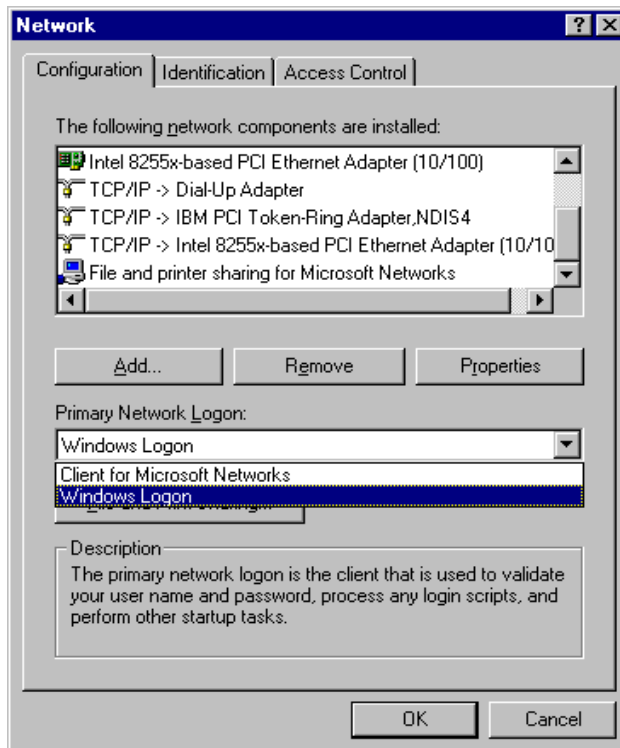 Network
Configuration Identification Access Control
The following network components are installed:
Intel 8255x-based PCI Ethernet Adapter (10/100)
TCP/IP -> Dial-Up Adapter
TCP/IP -> IBM PCI Token-Ring Adapter,NDIS4
TCP/IP -> Intel 8255x-based PCI Ethernet Adapter (10/10
File and printer sharing for Microsoft Networks
Add... Remove Properties
Primary Network Logon:
Windows Logon
Client for Microsoft Networks
Windows Logon
Description
The primary network logon is the client that is used to validate
your user name and password, process any login scripts, and
perform other startup tasks.
OK Cancel